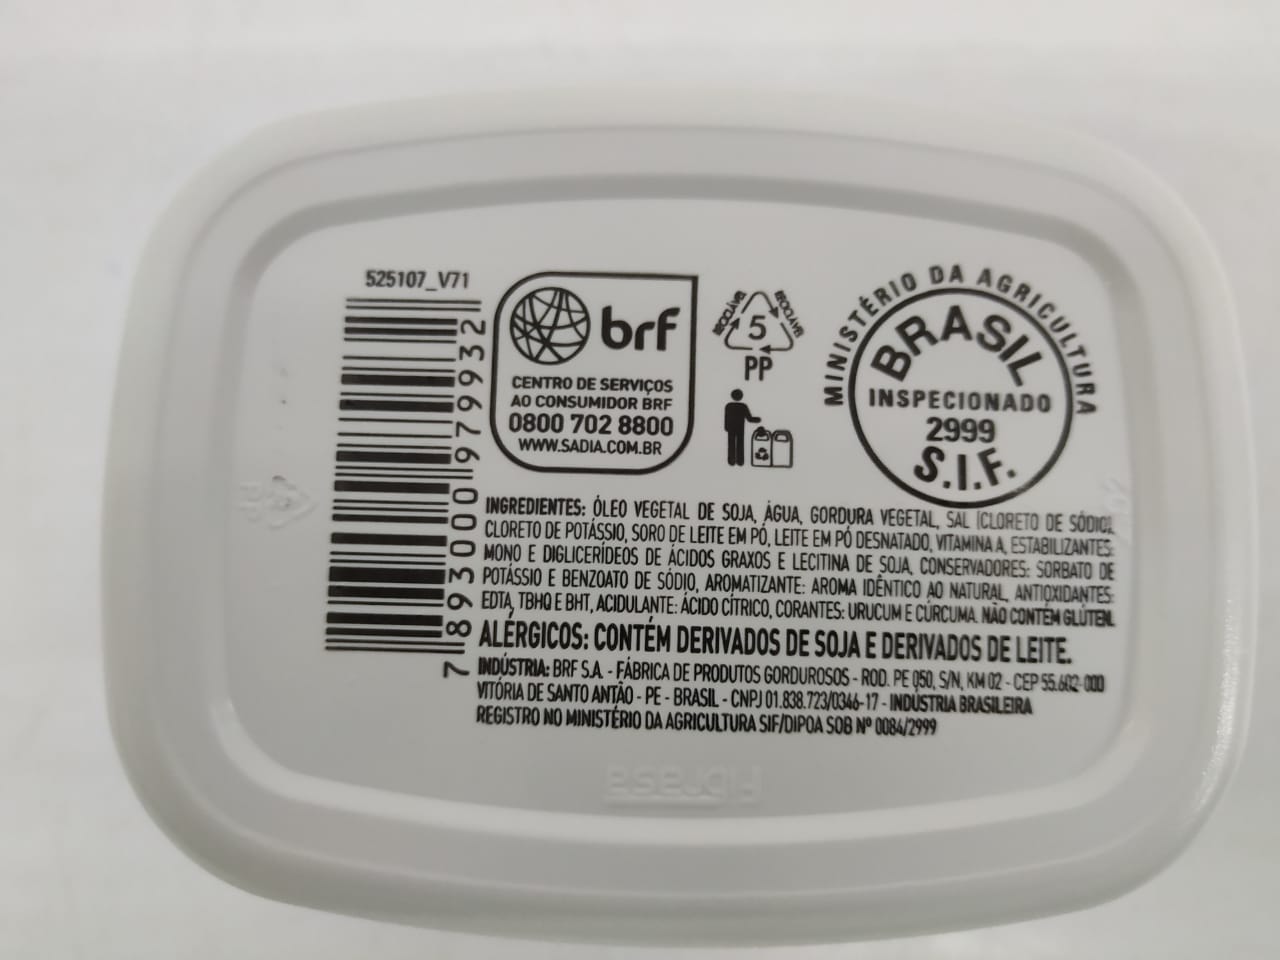 525107_V71
7 893000 979932
brf
CENTRO DE SERVIÇOS
AO CONSUMIDOR BRF
0800 702 8800
WWW.SADIA.COM.BR
RECICLÁVEL
RECICLÁVEL
5
PP
MINISTÉRIO DA AGRICULTURA
BRASIL
INSPECIONADO
2999
S.I.F.
INGREDIENTES: ÓLEO VEGETAL DE SOJA, ÁGUA, GORDURA VEGETAL, SAL (CLORETO DE SÓDIO),
CLORETO DE POTÁSSIO, SORO DE LEITE EM PÓ, LEITE EM PÓ DESNATADO, VITAMINA A, ESTABILIZANTES:
MONO E DIGLICERÍDEOS DE ÁCIDOS GRAXOS E LECITINA DE SOJA, CONSERVADORES: SORBATO DE
POTÁSSIO E BENZOATO DE SÓDIO, AROMATIZANTE: AROMA IDÊNTICO AO NATURAL, ANTIOXIDANTES:
EDTA, TBHQ E BHT, ACIDULANTE: ÁCIDO CÍTRICO, CORANTES: URUCUM E CÚRCUMA. NÃO CONTÉM GLÚTEN.
ALÉRGICOS: CONTÉM DERIVADOS DE SOJA E DERIVADOS DE LEITE.
INDÚSTRIA: BRF S.A. - FÁBRICA DE PRODUTOS GORDUROSOS - ROD. PE 050, S/N, KM 02 - CEP 55.602-000
VITÓRIA DE SANTO ANTÃO - PE - BRASIL - CNPJ 01.838.723/0346-17 - INDÚSTRIA BRASILEIRA
REGISTRO NO MINISTÉRIO DA AGRICULTURA SIF/DIPOA SOB Nº 0084/2999
PP
fibrasa